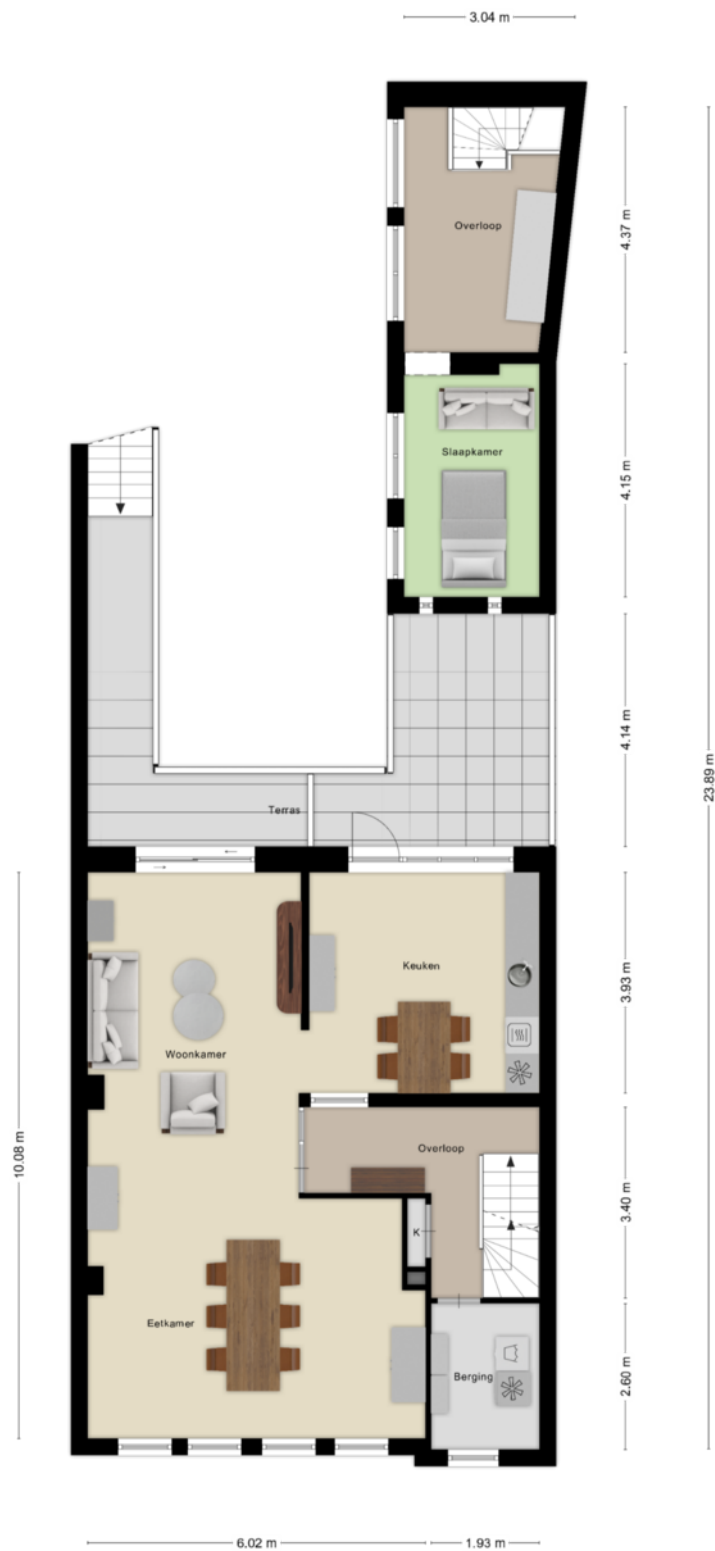 3.04 m
Overloop
4.37 m
Slaapkamer
4.15 m
4.14 m
23.89 m
Terras
Keuken
3.93 m
Woonkamer
10.08 m
Overloop
3.40 m
K
Eetkamer
Berging
2.60 m
6.02 m
1.93 m